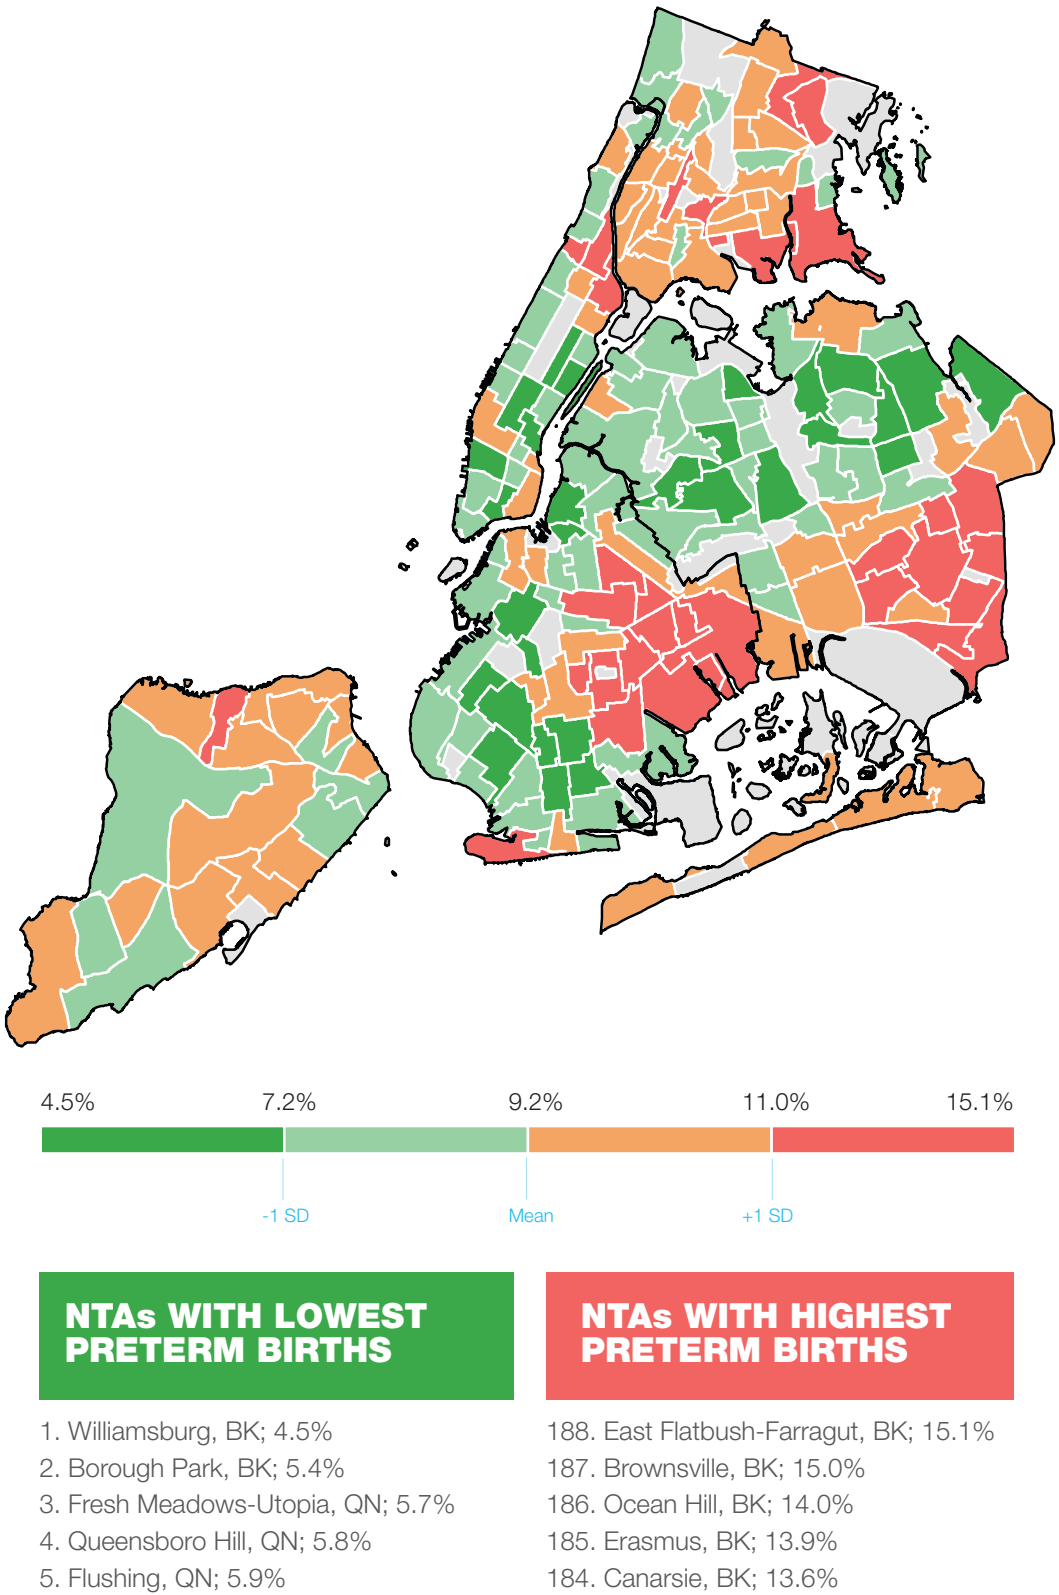 4.5% 7.2% 9.2% 11.0% 15.1%
-1 SD Mean +1 SD
NTAs WITH LOWEST
PRETERM BIRTHS
1. Williamsburg, BK; 4.5%
2. Borough Park, BK; 5.4%
3. Fresh Meadows-Utopia, QN; 5.7%
4. Queensboro Hill, QN; 5.8%
5. Flushing, QN; 5.9%
NTAs WITH HIGHEST
PRETERM BIRTHS
188. East Flatbush-Farragut, BK; 15.1%
187. Brownsville, BK; 15.0%
186. Ocean Hill, BK; 14.0%
185. Erasmus, BK; 13.9%
184. Canarsie, BK; 13.6%